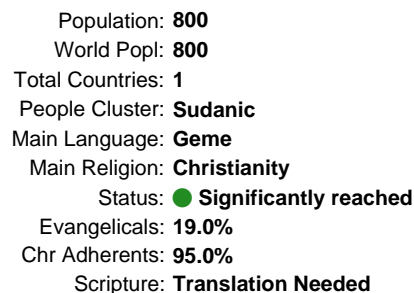 Population: 800
World Popl: 800
Total Countries: 1
People Cluster: Sudanic
Main Language: Geme
Main Religion: Christianity
Status: Significantly reached
Evangelicals: 19.0%
Chr Adherents: 95.0%
Scripture: Translation Needed